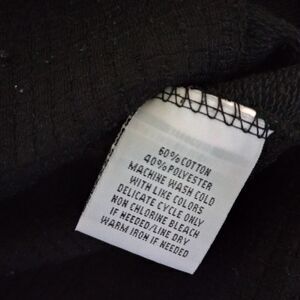 60% COTTON
40% POLYESTER
MACHINE WASH COLD
WITH LIKE COLORS
DELICATE CYCLE ONLY
NON CHLORINE BLEACH
IF NEEDED/LINE DRY
WARM IRON IF NEEDED